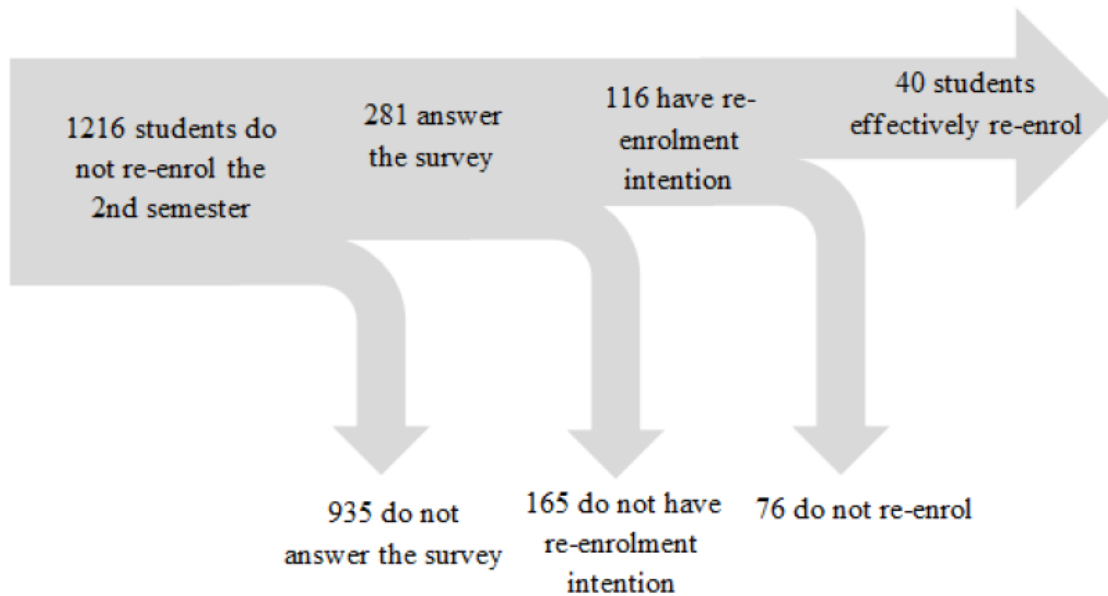 1216 students do
not re-enrol the
2nd semester
281 answer
the survey
116 have re-
enrolment
intention
40 students
effectively re-enrol
935 do not
answer the survey
165 do not have
re-enrolment
intention
76 do not re-enrol